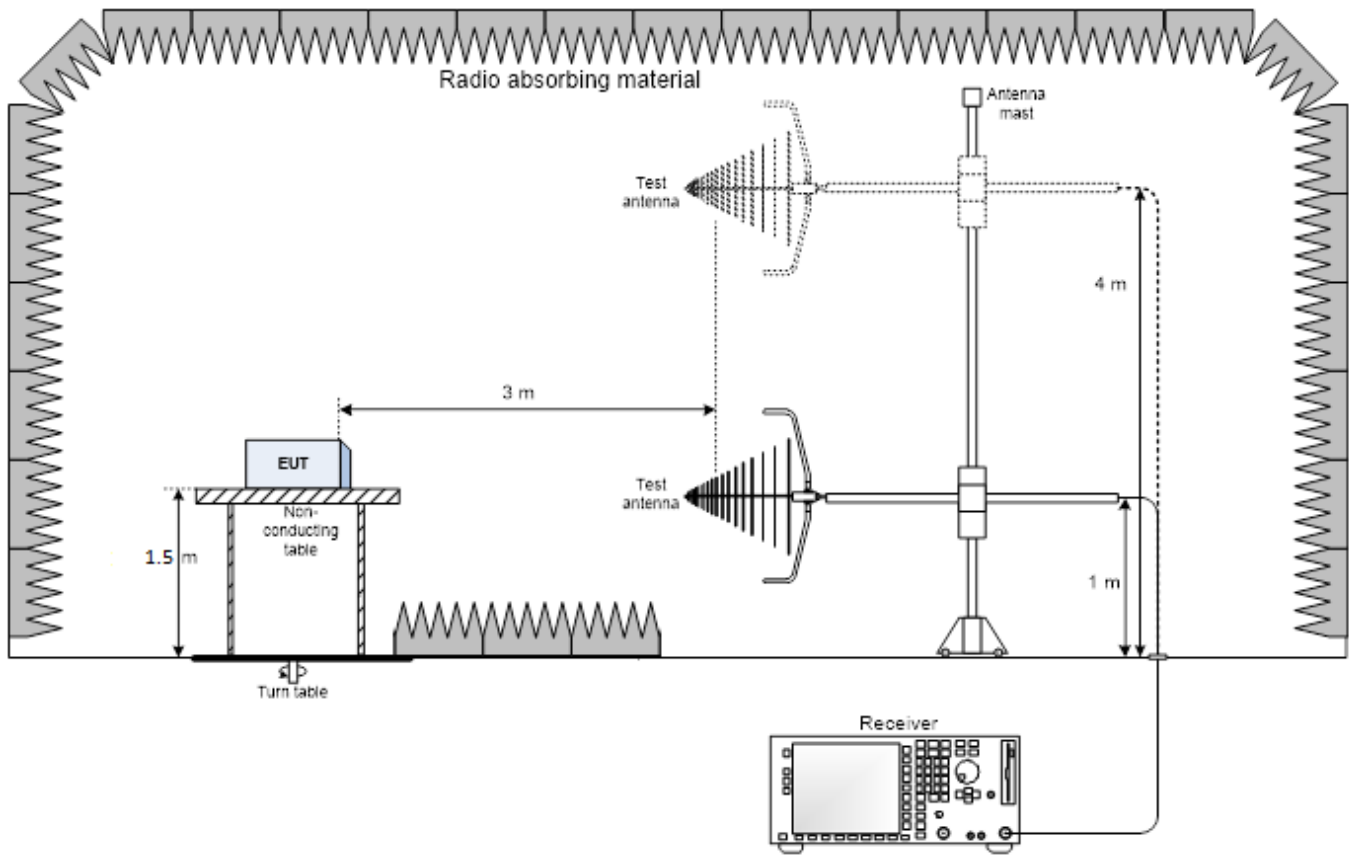 Radio absorbing material
Antenna
mast
Test
antenna
4 m
3 m
EUT
Test
antenna
Non-
conducting
table
1.5 m
1 m
Turn table
Receiver